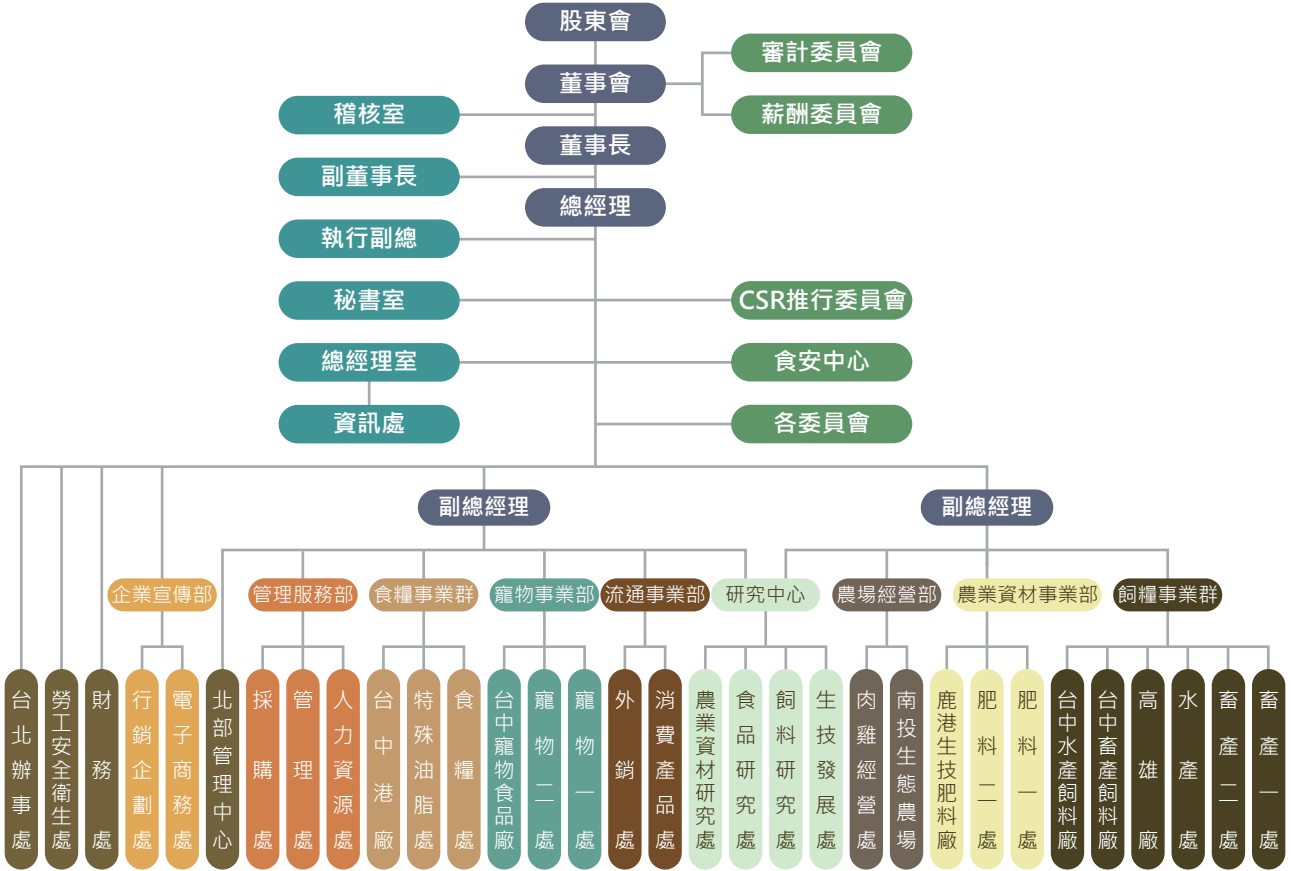 股東會
董事會
審計委員會
薪酬委員會
稽核室
董事長
副董事長
總經理
執行副總
秘書室
CSR推行委員會
總經理室
食安中心
資訊處
各委員會
副總經理
副總經理
企業宣傳部
管理服務部
食糧事業群
寵物事業部
流通事業部
研究中心
農場經營部
農業資材事業部
飼糧事業群
台北辦事處
勞工安全衛生處
財務處
行銷企劃處
電子商務處
北部管理中心
採購處
管理處
人力資源處
台中港廠
特殊油脂處
食糧處
台中寵物食品廠
寵物二處
寵物一處
外銷處
消費產品處
農業資材研究處
食品研究處
飼料研究處
生技發展處
肉雞經營處
南投生態農場
鹿港生技肥料廠
肥料二處
肥料一處
台中水產飼料廠
台中畜產飼料廠
高雄廠
水產處
畜產二處
畜產一處